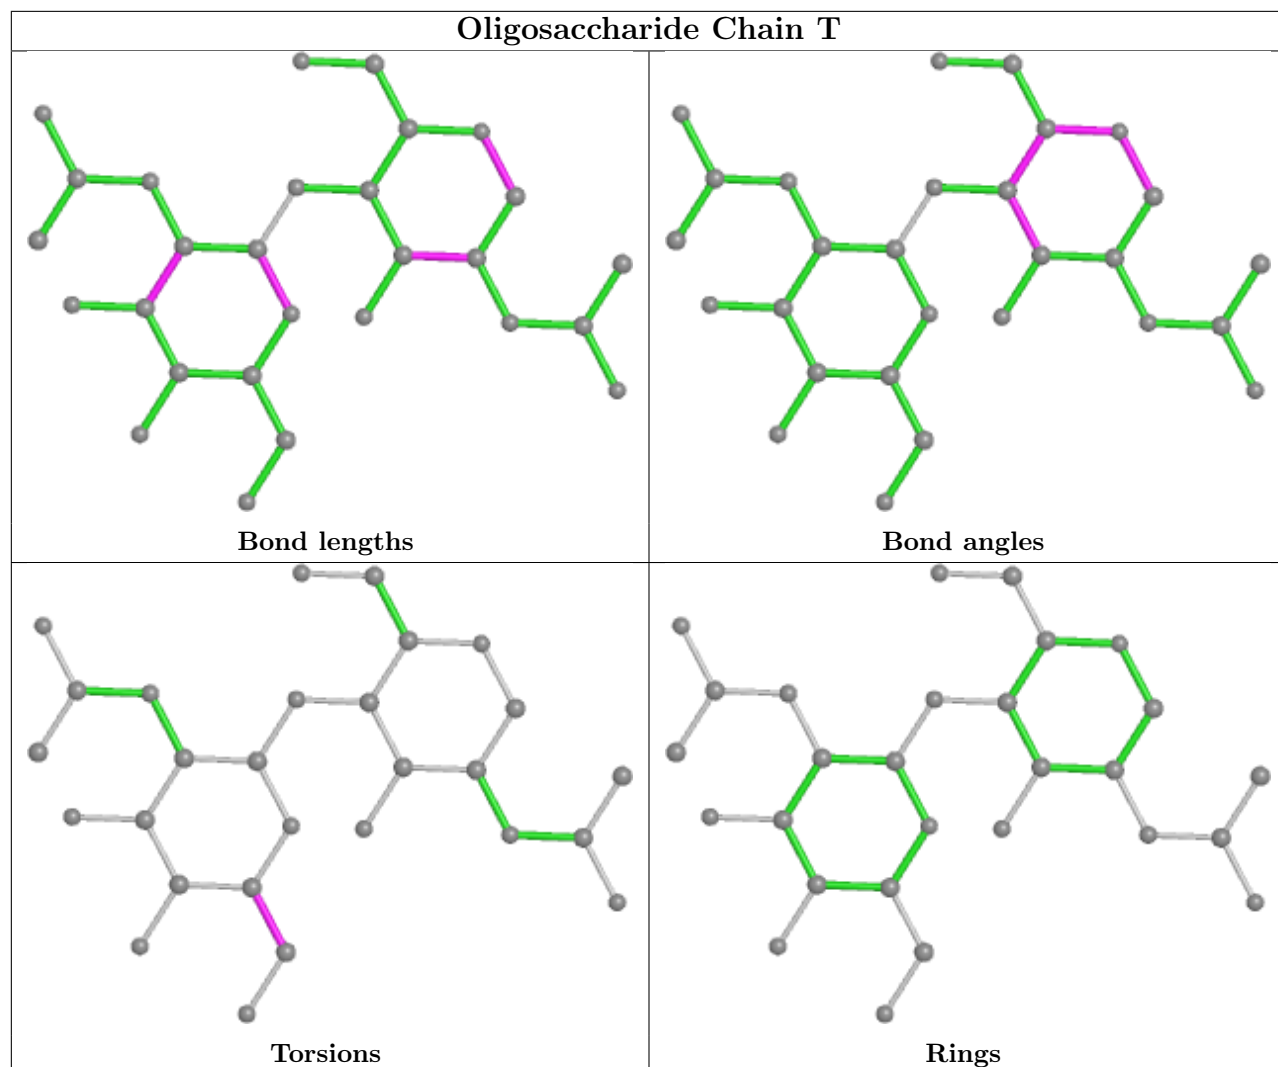 Oligosaccharide Chain T
Bond lengths
Bond angles
Torsions
Rings